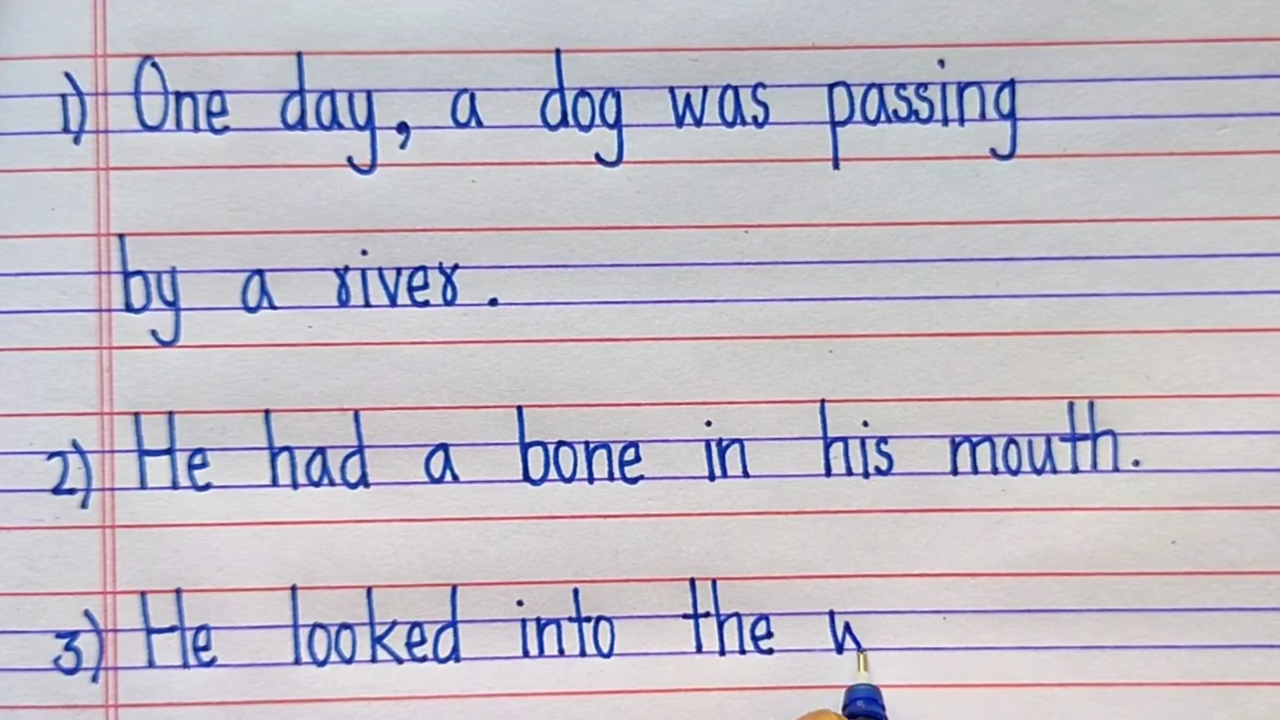 1) One day, a dog was passing
by a river.
2) He had a bone in his mouth.
3) He looked into the